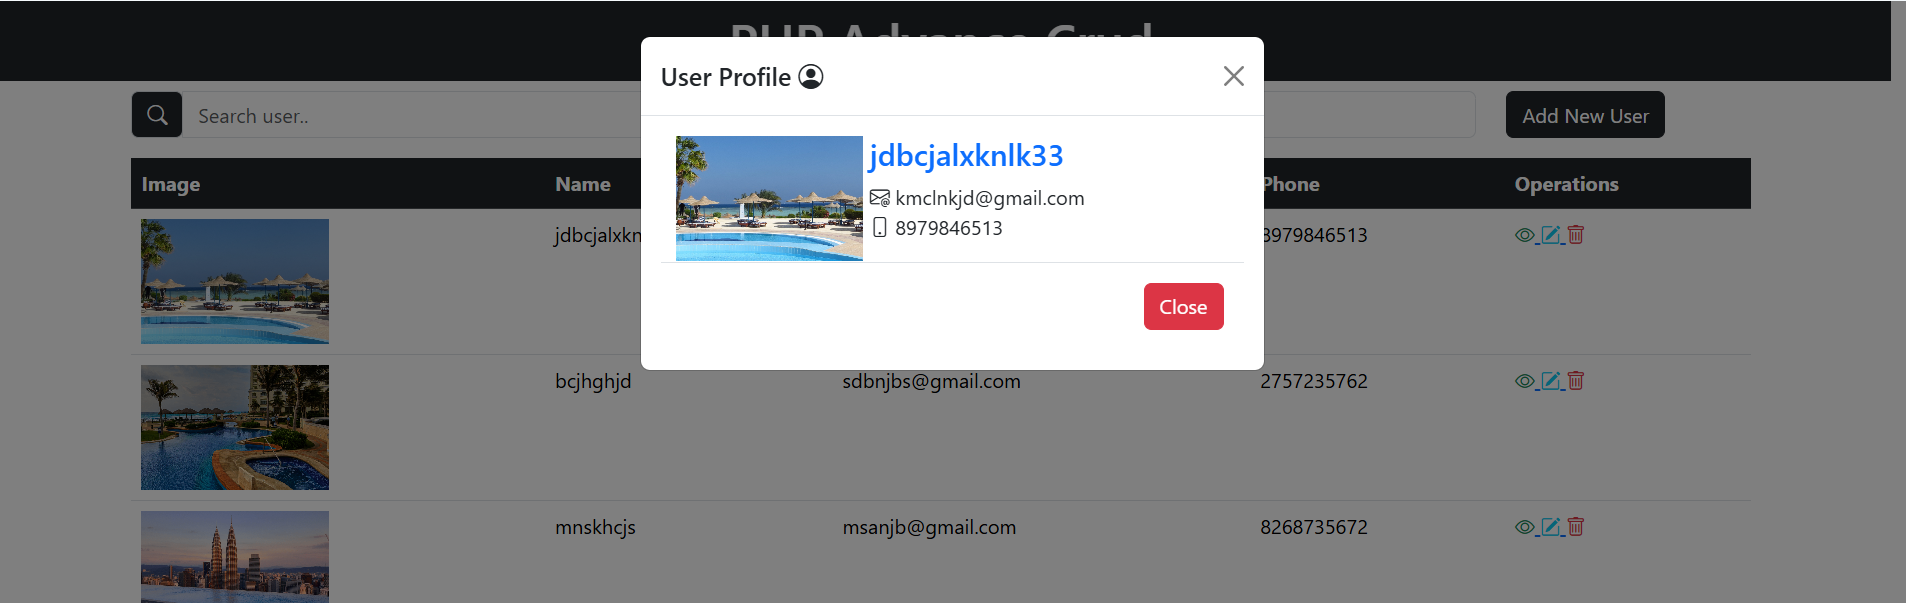 PHP Advance Crud
User Profile
Search user..
Add New User
jdbcjalxknlk33
kmclnkjd@gmail.com
8979846513
Close
Image Name Phone Operations
jdbcjalxkn 8979846513
bcjhghjd sdbnjbs@gmail.com 2757235762
mnskhcjs msanjb@gmail.com 8268735672